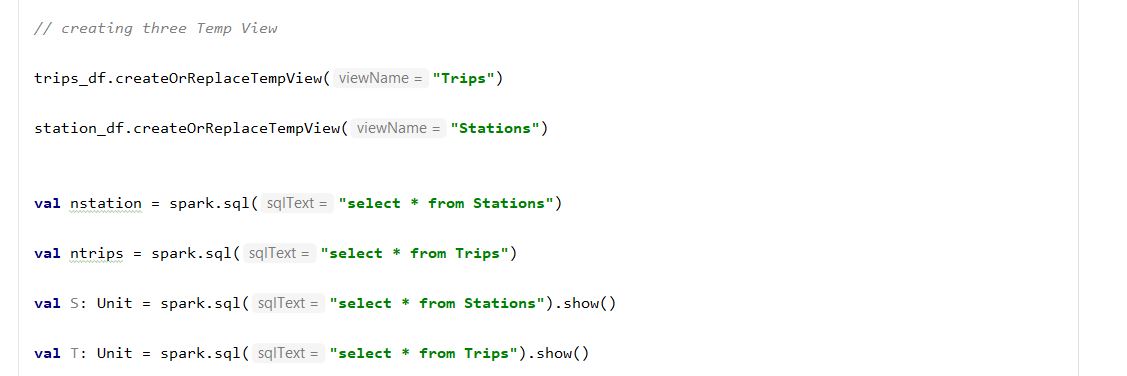 // creating three Temp View
trips_df.createOrReplaceTempView( viewName = "Trips")
station_df.createOrReplaceTempView( viewName = "Stations")
val nstation = spark.sql( sqlText = "select * from Stations")
val ntrips = spark.sql( sqlText = "select * from Trips")
val S: Unit = spark.sql( sqlText = "select * from Stations").show()
val T: Unit = spark.sql( sqlText = "select * from Trips").show()